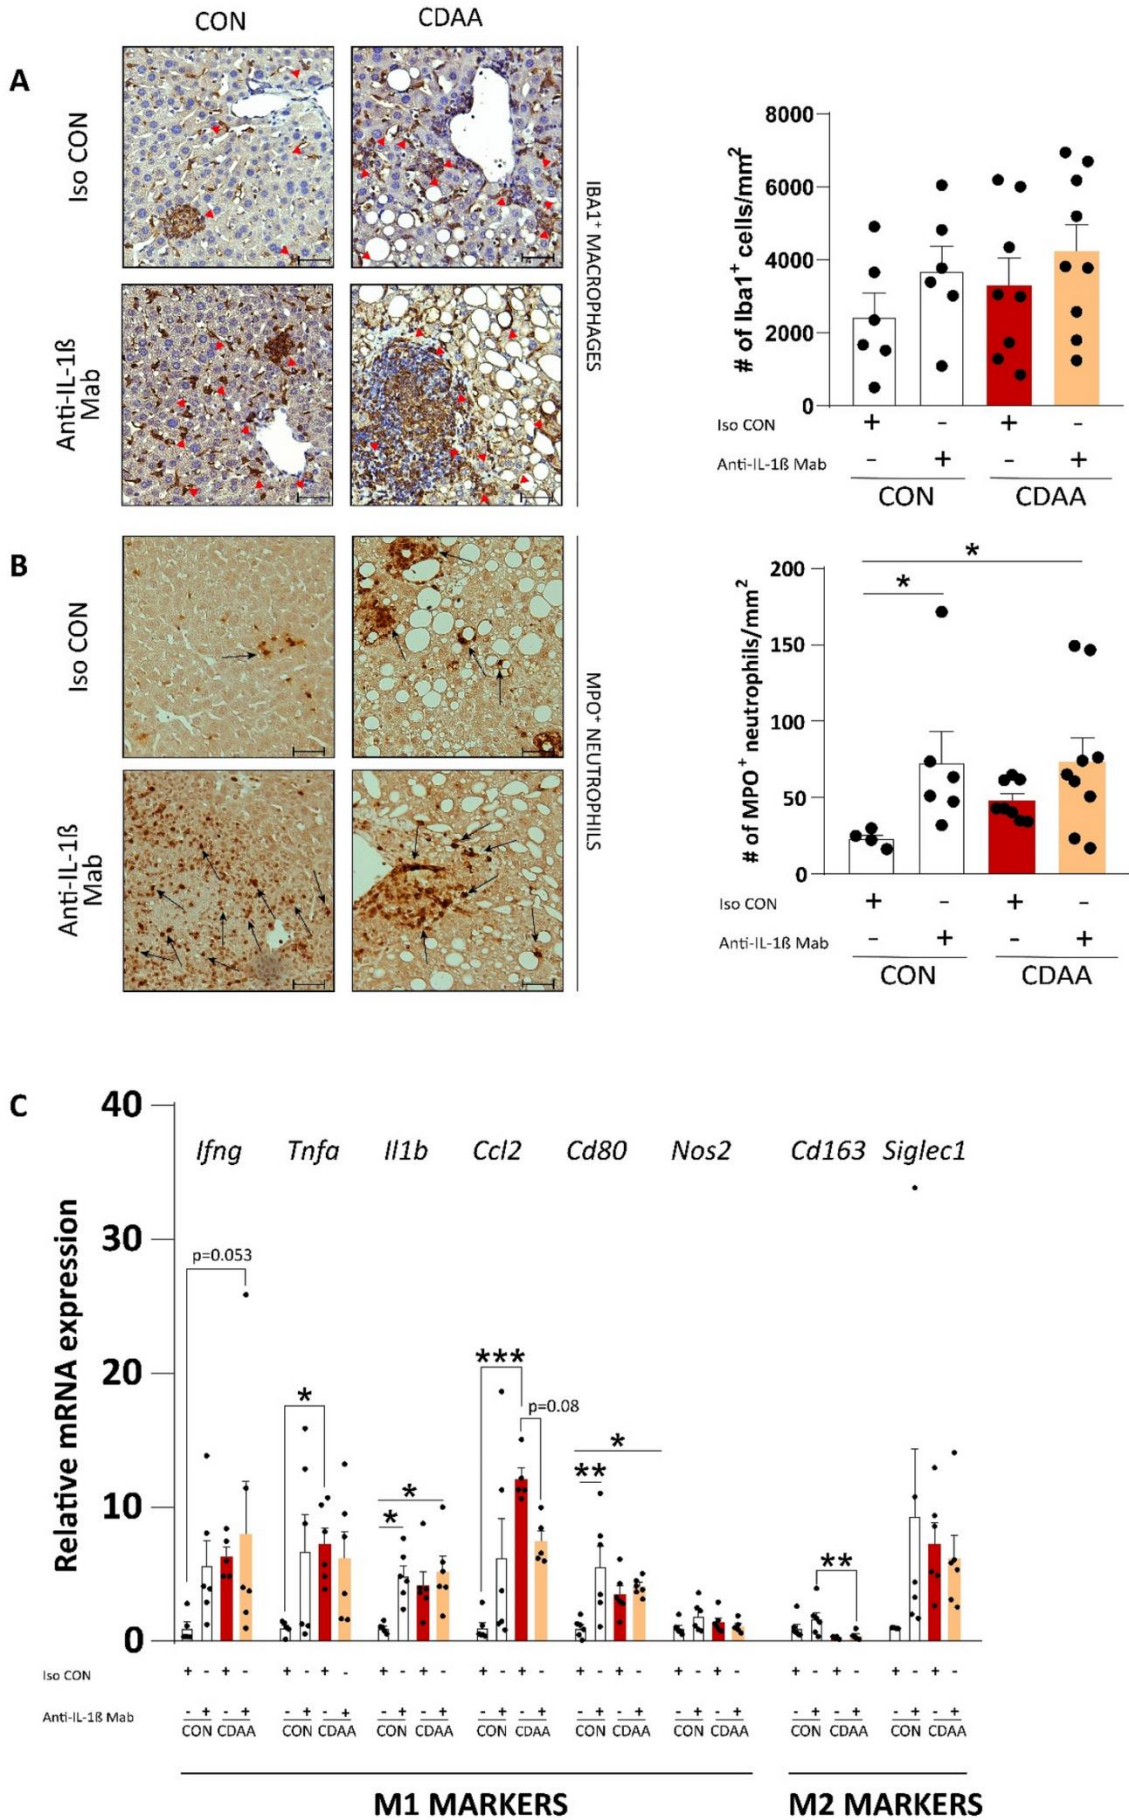 CON CDAA
A
Iso CON
Anti-IL-1ß
Mab
IBA1⁺ MACROPHAGES
# of Iba1⁺ cells/mm²
8000
6000
4000
2000
0
Iso CON + - + -
Anti-IL-1ß Mab - + - +
CON CDAA
B
Iso CON
Anti-IL-1ß
Mab
MPO⁺ NEUTROPHILS
# of MPO⁺ neutrophils/mm²
200
150
100
50
0
*
*
Iso CON + - + -
Anti-IL-1ß Mab - + - +
CON CDAA
C
Relative mRNA expression
40
30
20
10
0
Ifng Tnfa Il1b Ccl2 Cd80 Nos2 Cd163 Siglec1
p=0.053
*
*
*
***
p=0.08
*
**
**
Iso CON + - + - + - + - + - + - + - + - + - + - + - + - + - + - + - + -
Anti-IL-1ß Mab - + - + - + - + - + - + - + - + - + - + - + - + - + - + - + - +
CON CDAA CON CDAA CON CDAA CON CDAA CON CDAA CON CDAA CON CDAA CON CDAA
M1 MARKERS M2 MARKERS